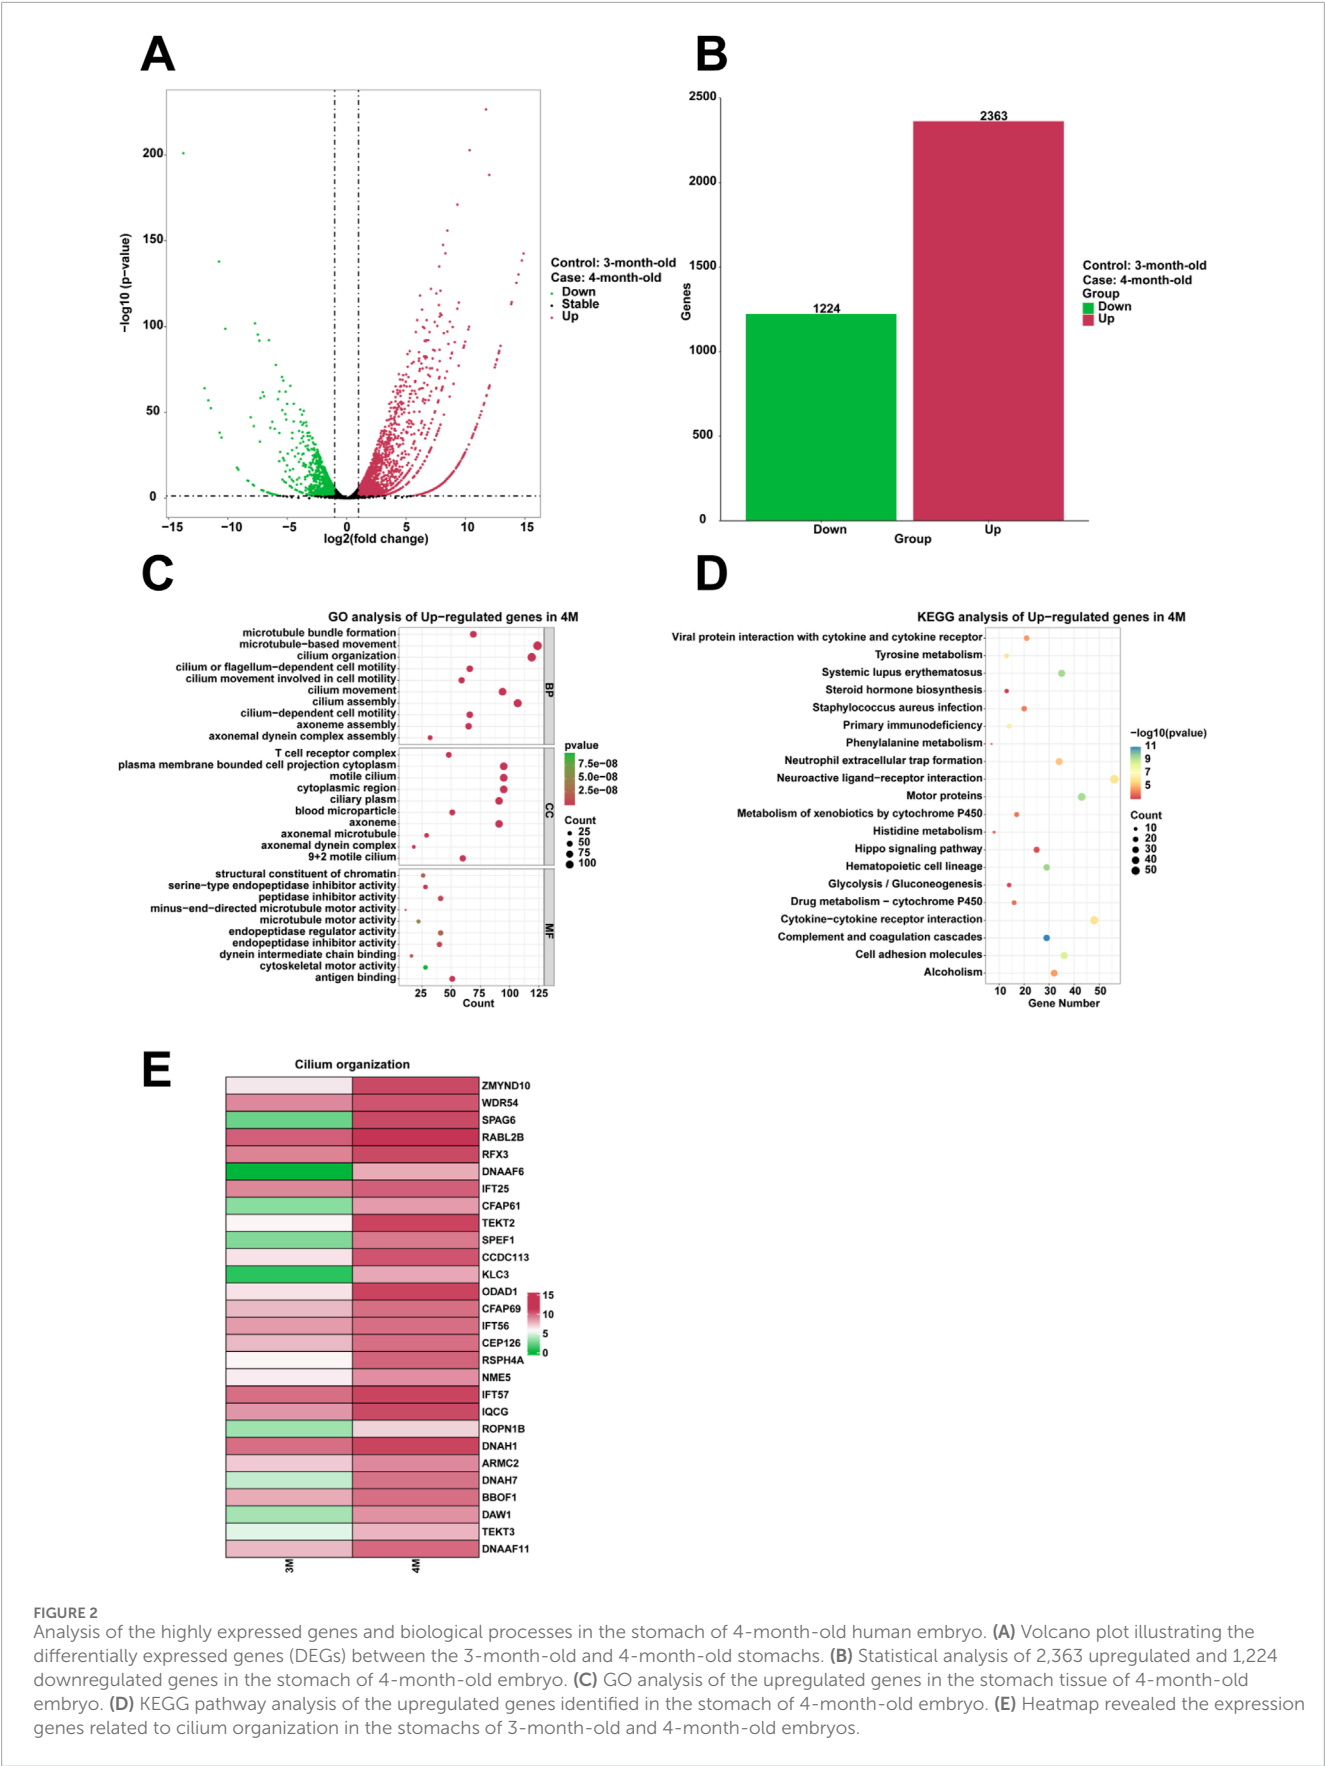 A
−log10 (p−value)
200
150
100
50
0
−15 −10 −5 0 5 10 15
log2(fold change)
Control: 3-month-old
Case: 4-month-old
Down
Stable
Up
B
Genes
2500
2000
1500
1000
500
0
1224
2363
Down Up
Group
Control: 3-month-old
Case: 4-month-old
Group
Down
Up
C
GO analysis of Up−regulated genes in 4M
microtubule bundle formation
microtubule−based movement
cilium organization
cilium or flagellum−dependent cell motility
cilium movement involved in cell motility
cilium movement
cilium assembly
cilium−dependent cell motility
axoneme assembly
axonemal dynein complex assembly
BP
T cell receptor complex
plasma membrane bounded cell projection cytoplasm
motile cilium
cytoplasmic region
ciliary plasm
blood microparticle
axoneme
axonemal microtubule
axonemal dynein complex
9+2 motile cilium
CC
structural constituent of chromatin
serine−type endopeptidase inhibitor activity
peptidase inhibitor activity
minus−end−directed microtubule motor activity
microtubule motor activity
endopeptidase regulator activity
endopeptidase inhibitor activity
dynein intermediate chain binding
cytoskeletal motor activity
antigen binding
MF
25 50 75 100 125
Count
pvalue
7.5e−08
5.0e−08
2.5e−08
Count
25
50
75
100
D
KEGG analysis of Up−regulated genes in 4M
Viral protein interaction with cytokine and cytokine receptor
Tyrosine metabolism
Systemic lupus erythematosus
Steroid hormone biosynthesis
Staphylococcus aureus infection
Primary immunodeficiency
Phenylalanine metabolism
Neutrophil extracellular trap formation
Neuroactive ligand−receptor interaction
Motor proteins
Metabolism of xenobiotics by cytochrome P450
Histidine metabolism
Hippo signaling pathway
Hematopoietic cell lineage
Glycolysis / Gluconeogenesis
Drug metabolism − cytochrome P450
Cytokine−cytokine receptor interaction
Complement and coagulation cascades
Cell adhesion molecules
Alcoholism
10 20 30 40 50
Gene Number
−log10(pvalue)
11
9
7
5
Count
10
20
30
40
50
E
Cilium organization
ZMYND10
WDR54
SPAG6
RABL2B
RFX3
DNAAF6
IFT25
CFAP61
TEKT2
SPEF1
CCDC113
KLC3
ODAD1
CFAP69
IFT56
CEP126
RSPH4A
NME5
IFT57
IQCG
ROPN1B
DNAH1
ARMC2
DNAH7
BBOF1
DAW1
TEKT3
DNAAF11
3M 4M
15
10
5
0
FIGURE 2
Analysis of the highly expressed genes and biological processes in the stomach of 4-month-old human embryo. (A) Volcano plot illustrating the
differentially expressed genes (DEGs) between the 3-month-old and 4-month-old stomachs. (B) Statistical analysis of 2,363 upregulated and 1,224
downregulated genes in the stomach of 4-month-old embryo. (C) GO analysis of the upregulated genes in the stomach tissue of 4-month-old
embryo. (D) KEGG pathway analysis of the upregulated genes identified in the stomach of 4-month-old embryo. (E) Heatmap revealed the expression
genes related to cilium organization in the stomachs of 3-month-old and 4-month-old embryos.